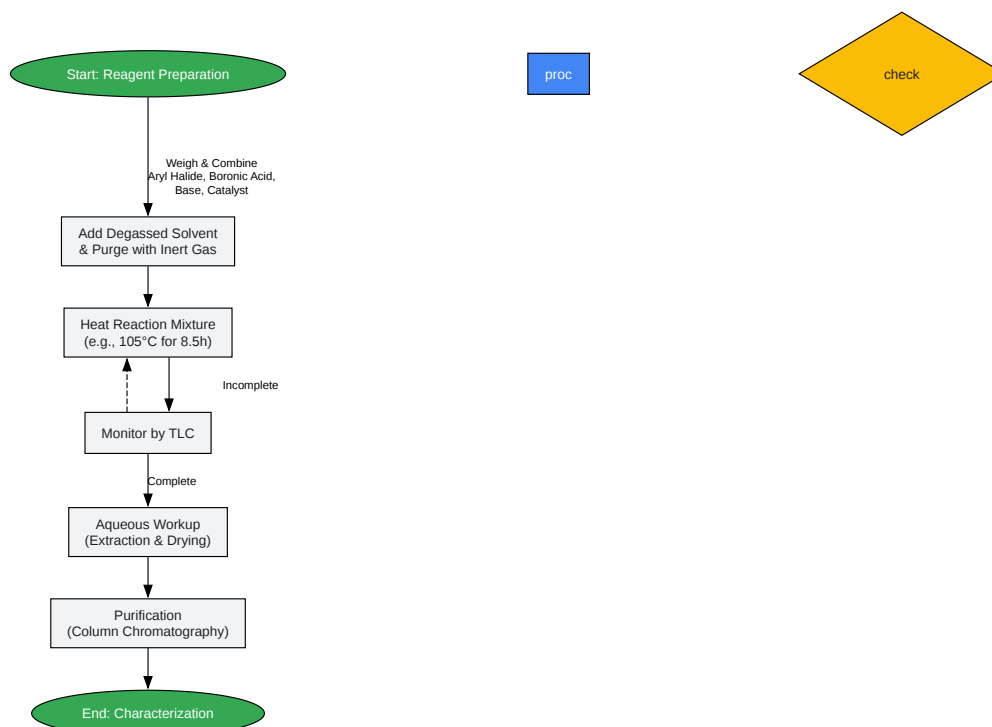 Start: Reagent Preparation
proc
check
Weigh & Combine
Aryl Halide, Boronic Acid,
Base, Catalyst
Add Degassed Solvent
& Purge with Inert Gas
Heat Reaction Mixture
(e.g., 105°C for 8.5h)
Incomplete
Monitor by TLC
Complete
Aqueous Workup
(Extraction & Drying)
Purification
(Column Chromatography)
End: Characterization